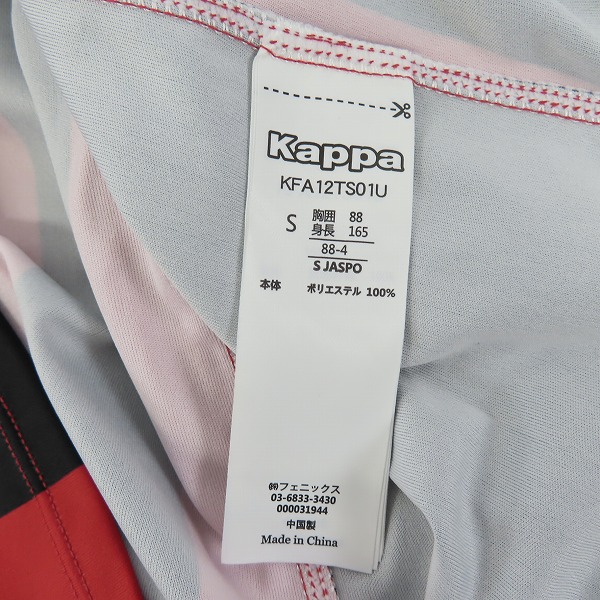 Kappa
KFA12TS01U
S 胸囲 88
身長 165
88-4
S JASPO
本体 ポリエステル 100%
㈱フェニックス
03-6833-3430
000031944
中国製
Made in China